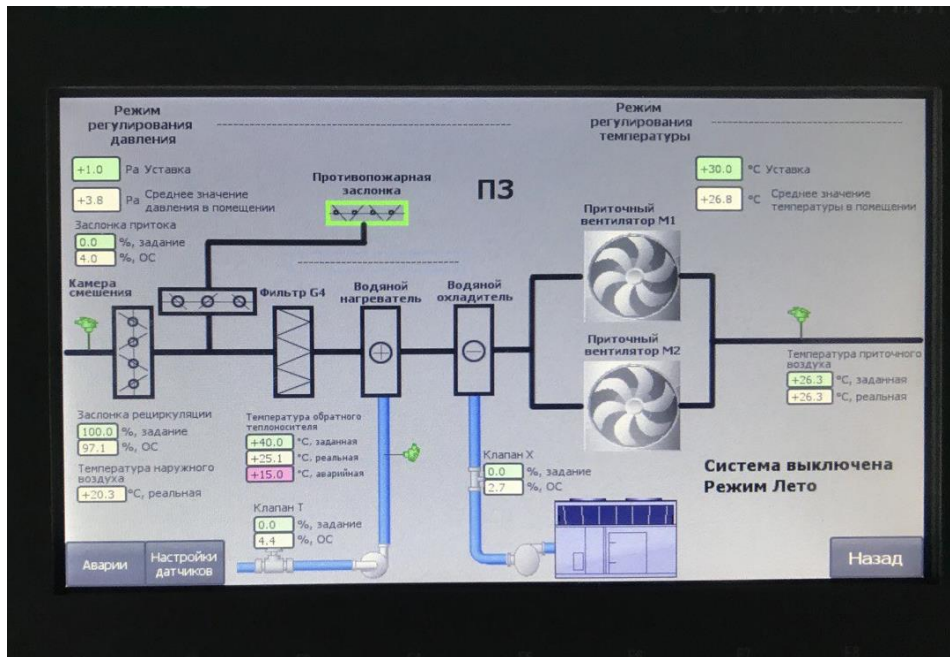 Режим
регулирования
давления
+1.0 Pa Уставка
+3.8 Pa Среднее значение
давления в помещении
Заслонка притока
0.0 %, задание
4.0 %, ОС
Камера
смешения
Противопожарная
заслонка
П3
Режим
регулирования
температуры
+30.0 °C Уставка
+26.8 °C Среднее значение
температуры в помещении
Фильтр G4
Водяной
нагреватель
Водяной
охладитель
Приточный
вентилятор М1
Приточный
вентилятор М2
Температура приточного
воздуха
+26.3 °C, заданная
+26.3 °C, реальная
Заслонка рециркуляции
100.0 %, задание
97.1 %, ОС
Температура наружного
воздуха
+20.3 °C, реальная
Температура обратного
теплоносителя
+40.0 °C, заданная
+25.1 °C, реальная
+15.0 °C, аварийная
Клапан Т
0.0 %, задание
4.4 %, ОС
Клапан Х
0.0 %, задание
2.7 %, ОС
Система выключена
Режим Лето
Аварии
Настройки
датчиков
Назад